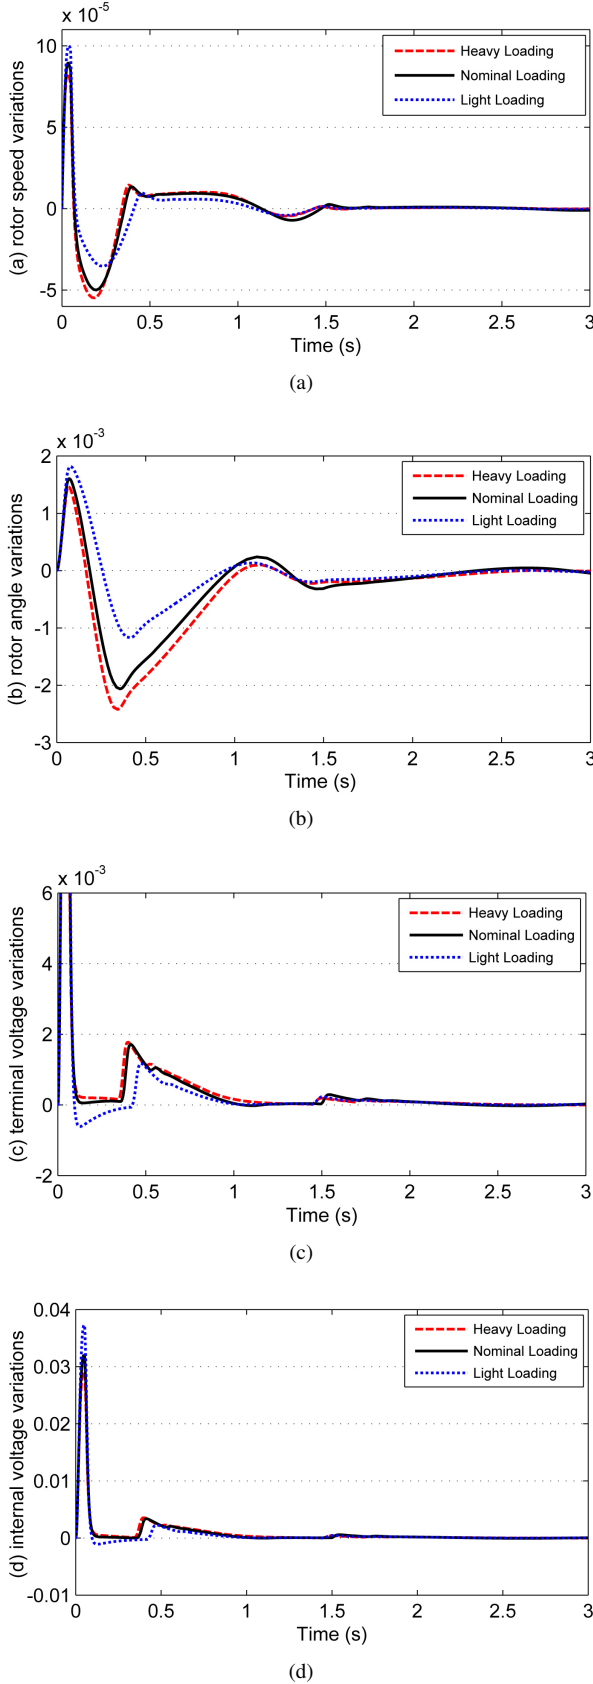 x 10⁻⁵
10
5
0
-5
(a) rotor speed variations
Heavy Loading
Nominal Loading
Light Loading
0 0.5 1 1.5 2 2.5 3
Time (s)
(a)
x 10⁻³
2
1
0
-1
-2
-3
(b) rotor angle variations
Heavy Loading
Nominal Loading
Light Loading
0 0.5 1 1.5 2 2.5 3
Time (s)
(b)
x 10⁻³
6
4
2
0
-2
(c) terminal voltage variations
Heavy Loading
Nominal Loading
Light Loading
0 0.5 1 1.5 2 2.5 3
Time (s)
(c)
0.04
0.03
0.02
0.01
0
-0.01
(d) internal voltage variations
Heavy Loading
Nominal Loading
Light Loading
0 0.5 1 1.5 2 2.5 3
Time (s)
(d)